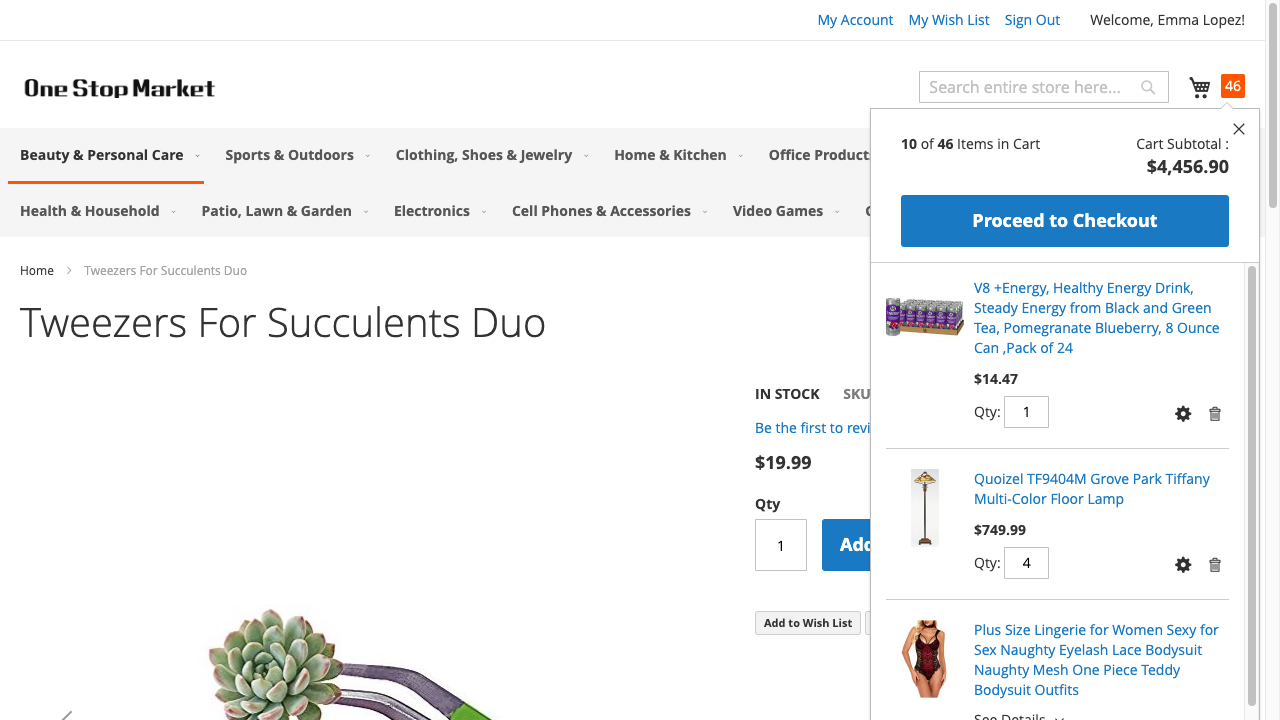 My Account My Wish List Sign Out Welcome, Emma Lopez!
One Stop Market
Search entire store here...
46
Beauty & Personal Care Sports & Outdoors Clothing, Shoes & Jewelry Home & Kitchen Office Product
Health & Household Patio, Lawn & Garden Electronics Cell Phones & Accessories Video Games
Home Tweezers For Succulents Duo
Tweezers For Succulents Duo
IN STOCK SKU
Be the first to revi
$19.99
Qty
1
Add
Add to Wish List
10 of 46 Items in Cart
Cart Subtotal :
$4,456.90
Proceed to Checkout
V8 +Energy, Healthy Energy Drink,
Steady Energy from Black and Green
Tea, Pomegranate Blueberry, 8 Ounce
Can ,Pack of 24
$14.47
Qty: 1
Quoizel TF9404M Grove Park Tiffany
Multi-Color Floor Lamp
$749.99
Qty: 4
Plus Size Lingerie for Women Sexy for
Sex Naughty Eyelash Lace Bodysuit
Naughty Mesh One Piece Teddy
Bodysuit Outfits
See Details